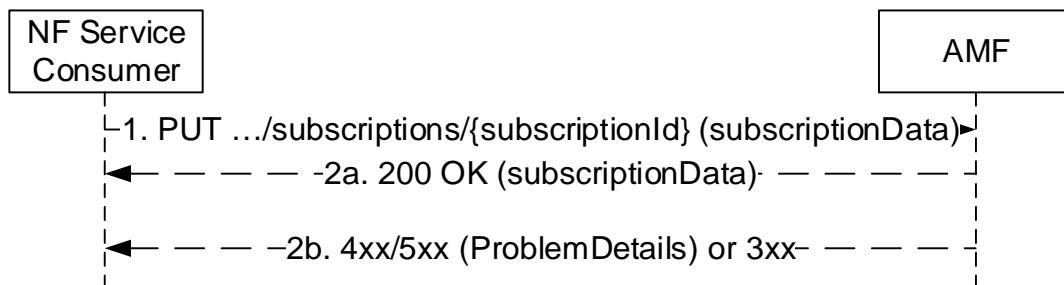 NF Service
Consumer
AMF
1. PUT …/subscriptions/{subscriptionId} (subscriptionData)
2a. 200 OK (subscriptionData)
2b. 4xx/5xx (ProblemDetails) or 3xx